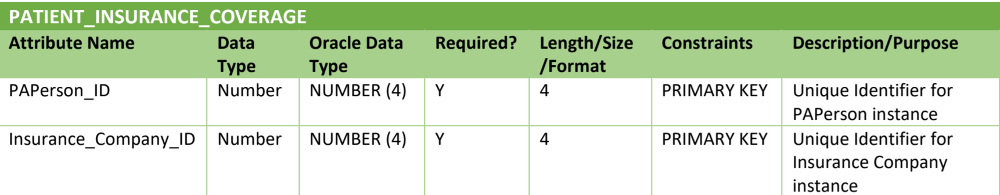 PATIENT_INSURANCE_COVERAGE
Attribute Name Data Type Oracle Data Type Required? Length/Size /Format Constraints Description/Purpose
PAPerson_ID Number NUMBER (4) Y 4 PRIMARY KEY Unique Identifier for PAPerson instance
Insurance_Company_ID Number NUMBER (4) Y 4 PRIMARY KEY Unique Identifier for Insurance Company instance